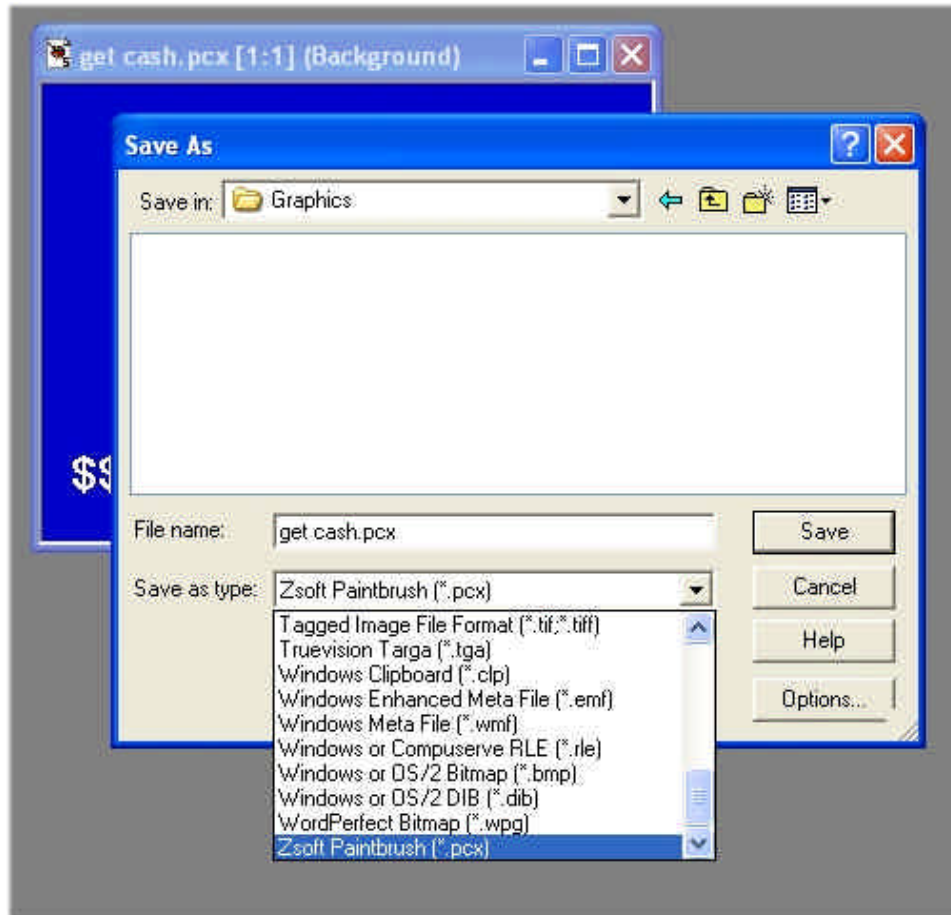 get cash.pcx [1:1] (Background)
Save As
Save in: Graphics
$$
File name: get cash.pcx
Save
Save as type: Zsoft Paintbrush (*.pcx)
Cancel
Tagged Image File Format (*.tif;*.tiff)
Truevision Targa (*.tga)
Help
Windows Clipboard (*.clp)
Windows Enhanced Meta File (*.emf)
Options...
Windows Meta File (*.wmf)
Windows or Compuserve RLE (*.rle)
Windows or OS/2 Bitmap (*.bmp)
Windows or OS/2 DIB (*.dib)
WordPerfect Bitmap (*.wpg)
Zsoft Paintbrush (*.pcx)